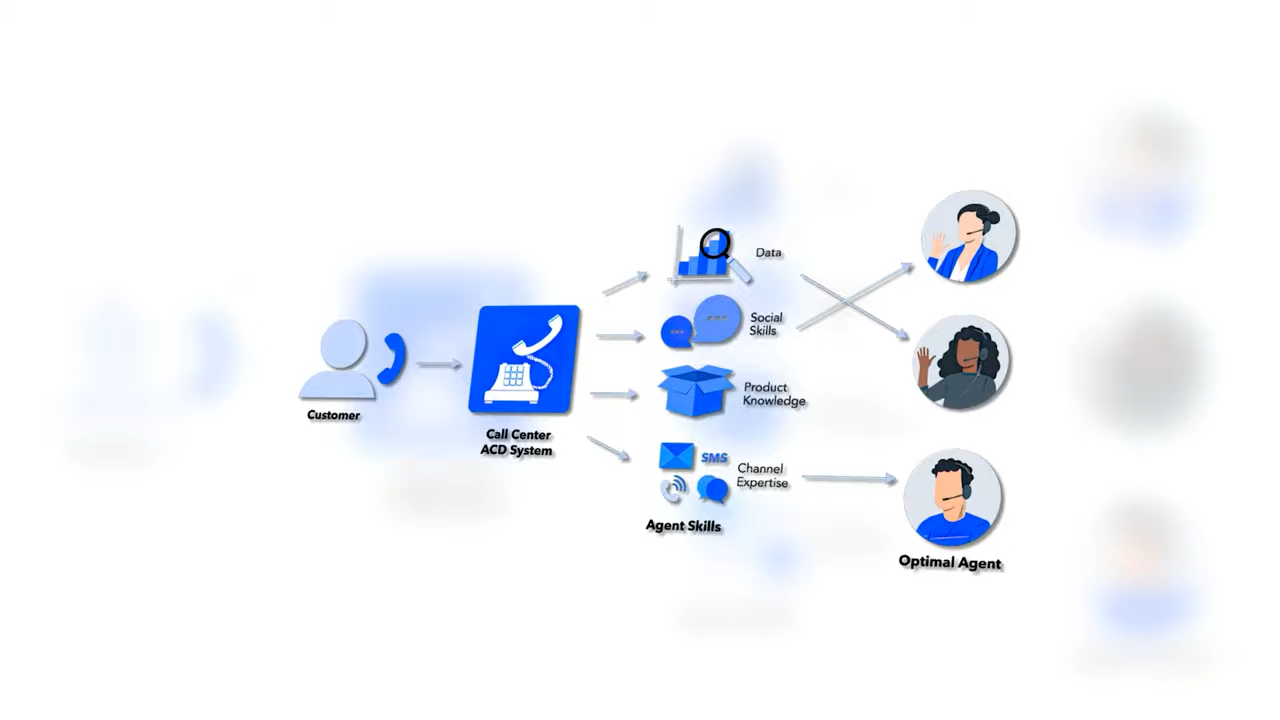 Customer
Call Center
ACD System
Data
Social
Skills
Product
Knowledge
SMS
Channel
Expertise
Agent Skills
Optimal Agent